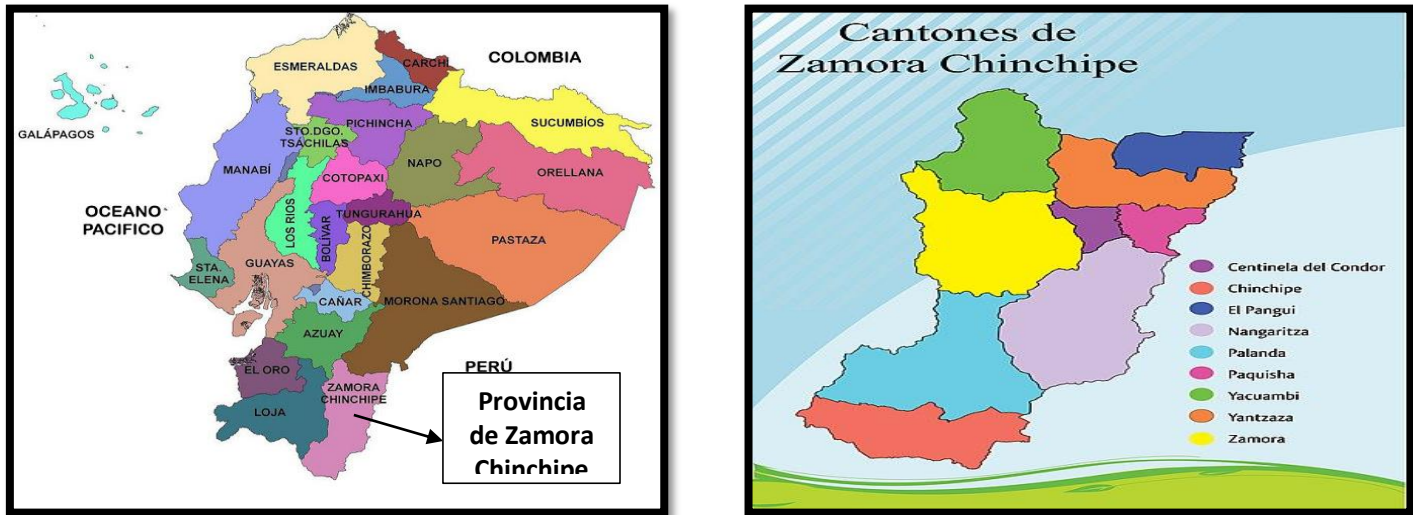 COLOMBIA
ESMERALDAS
CARCHI
IMBABURA
GALÁPAGOS
PICHINCHA
SUCUMBÍOS
STO.DGO.
TSÁCHILAS
MANABÍ
NAPO
COTOPAXI
ORELLANA
OCEANO
PACIFICO
LOS RIOS
BOLÍVAR
TUNGURAHUA
CHIMBORAZO
PASTAZA
STA.
ELENA
GUAYAS
CAÑAR
MORONA SANTIAGO
AZUAY
PERÚ
EL ORO
ZAMORA
CHINCHIPE
LOJA
Provincia
de Zamora
Chinchipe
Cantones de
Zamora Chinchipe
Centinela del Condor
Chinchipe
El Pangui
Nangaritza
Palanda
Paquisha
Yacuambi
Yantzaza
Zamora